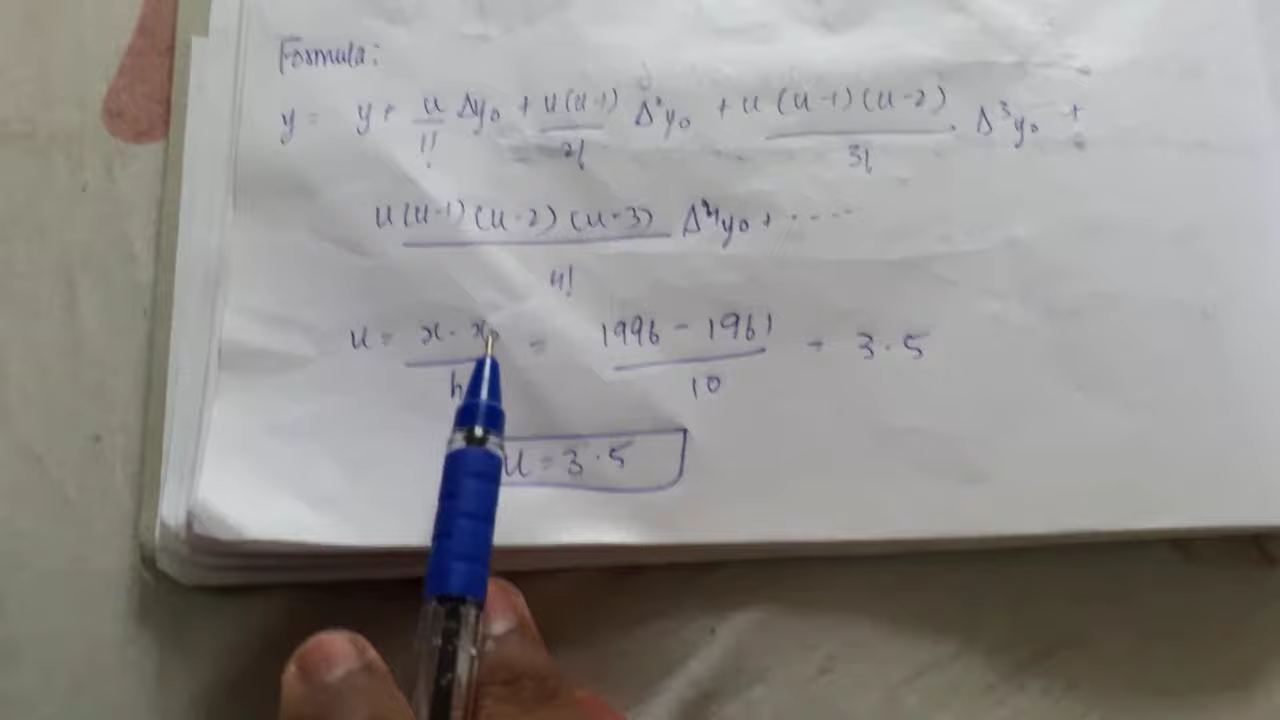 Formula:
y = y + u/1! Δy₀ + u(u-1)/2! Δ²y₀ + u(u-1)(u-2)/3! Δ³y₀ +
u(u-1)(u-2)(u-3)/4! Δ⁴y₀ + .....
u = x - x₀/h = 1996 - 1961/10 = 3.5
u = 3.5